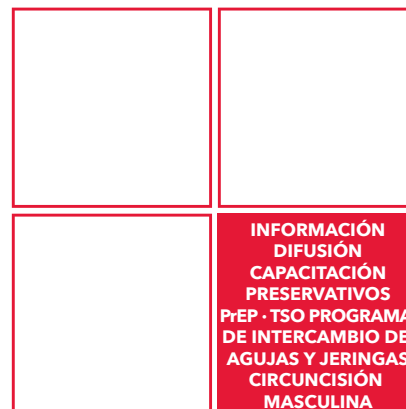 INFORMACIÓN
DIFUSIÓN
CAPACITACIÓN
PRESERVATIVOS
PrEP · TSO PROGRAMA
DE INTERCAMBIO DE
AGUJAS Y JERINGAS
CIRCUNCISIÓN
MASCULINA